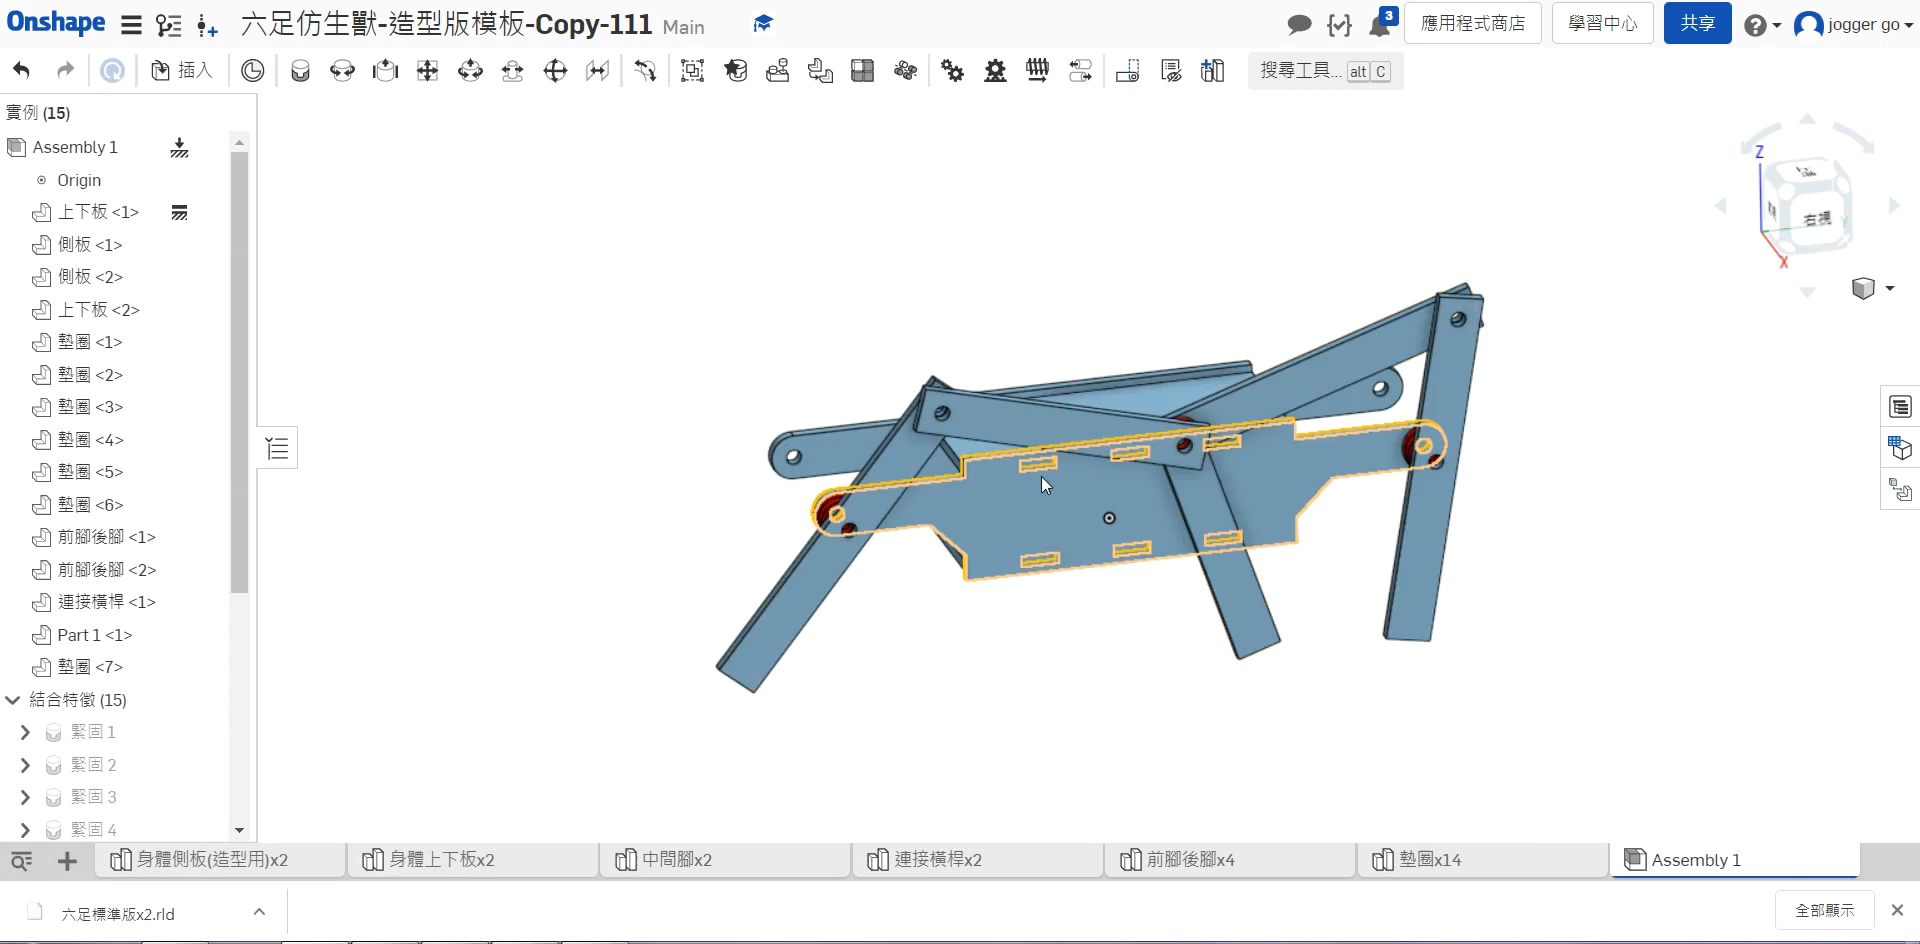 Onshape
六足仿生獸-造型版模板-Copy-111 Main
3
應用程式商店
學習中心
共享
jogger go
插入
搜尋工具... alt C
實例 (15)
Assembly 1
Origin
上下板 <1>
側板 <1>
側板 <2>
上下板 <2>
墊圈 <1>
墊圈 <2>
墊圈 <3>
墊圈 <4>
墊圈 <5>
墊圈 <6>
前腳後腳 <1>
前腳後腳 <2>
連接橫桿 <1>
Part 1 <1>
墊圈 <7>
結合特徵 (15)
緊固 1
緊固 2
緊固 3
緊固 4
Z
右視
Y
X
身體側板(造型用)x2
身體上下板x2
中間腳x2
連接橫桿x2
前腳後腳x4
墊圈x14
Assembly 1
六足標準版x2.rld
全部顯示